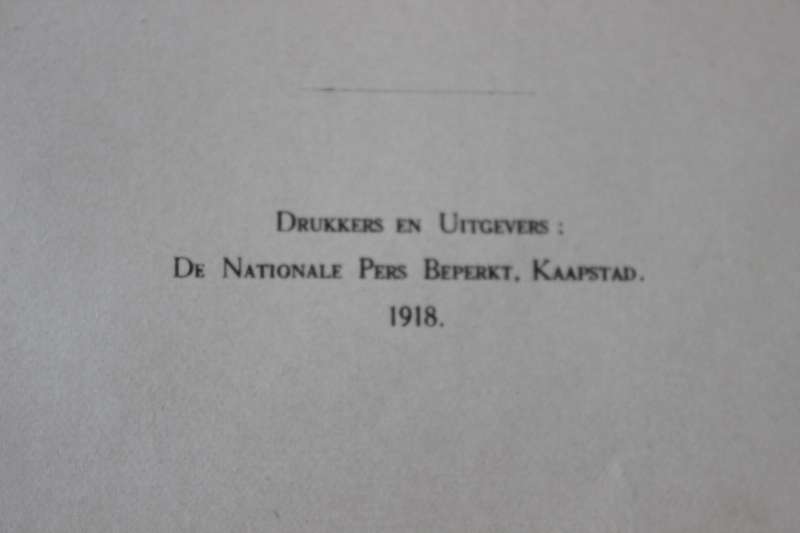 Drukkers en Uitgevers:
De Nationale Pers Beperkt, Kaapstad.
1918.